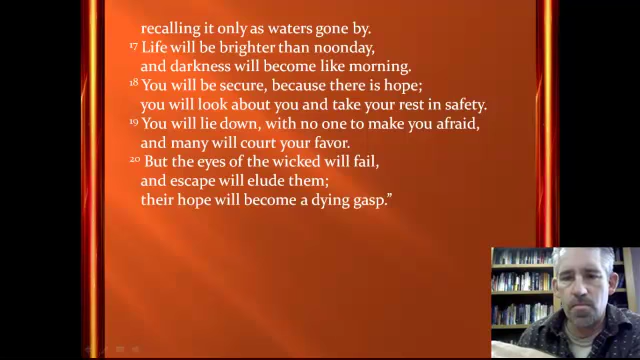 recalling it only as waters gone by.
17 Life will be brighter than noonday,
and darkness will become like morning.
18 You will be secure, because there is hope;
you will look about you and take your rest in safety.
19 You will lie down, with no one to make you afraid,
and many will court your favor.
20 But the eyes of the wicked will fail,
and escape will elude them;
their hope will become a dying gasp.”